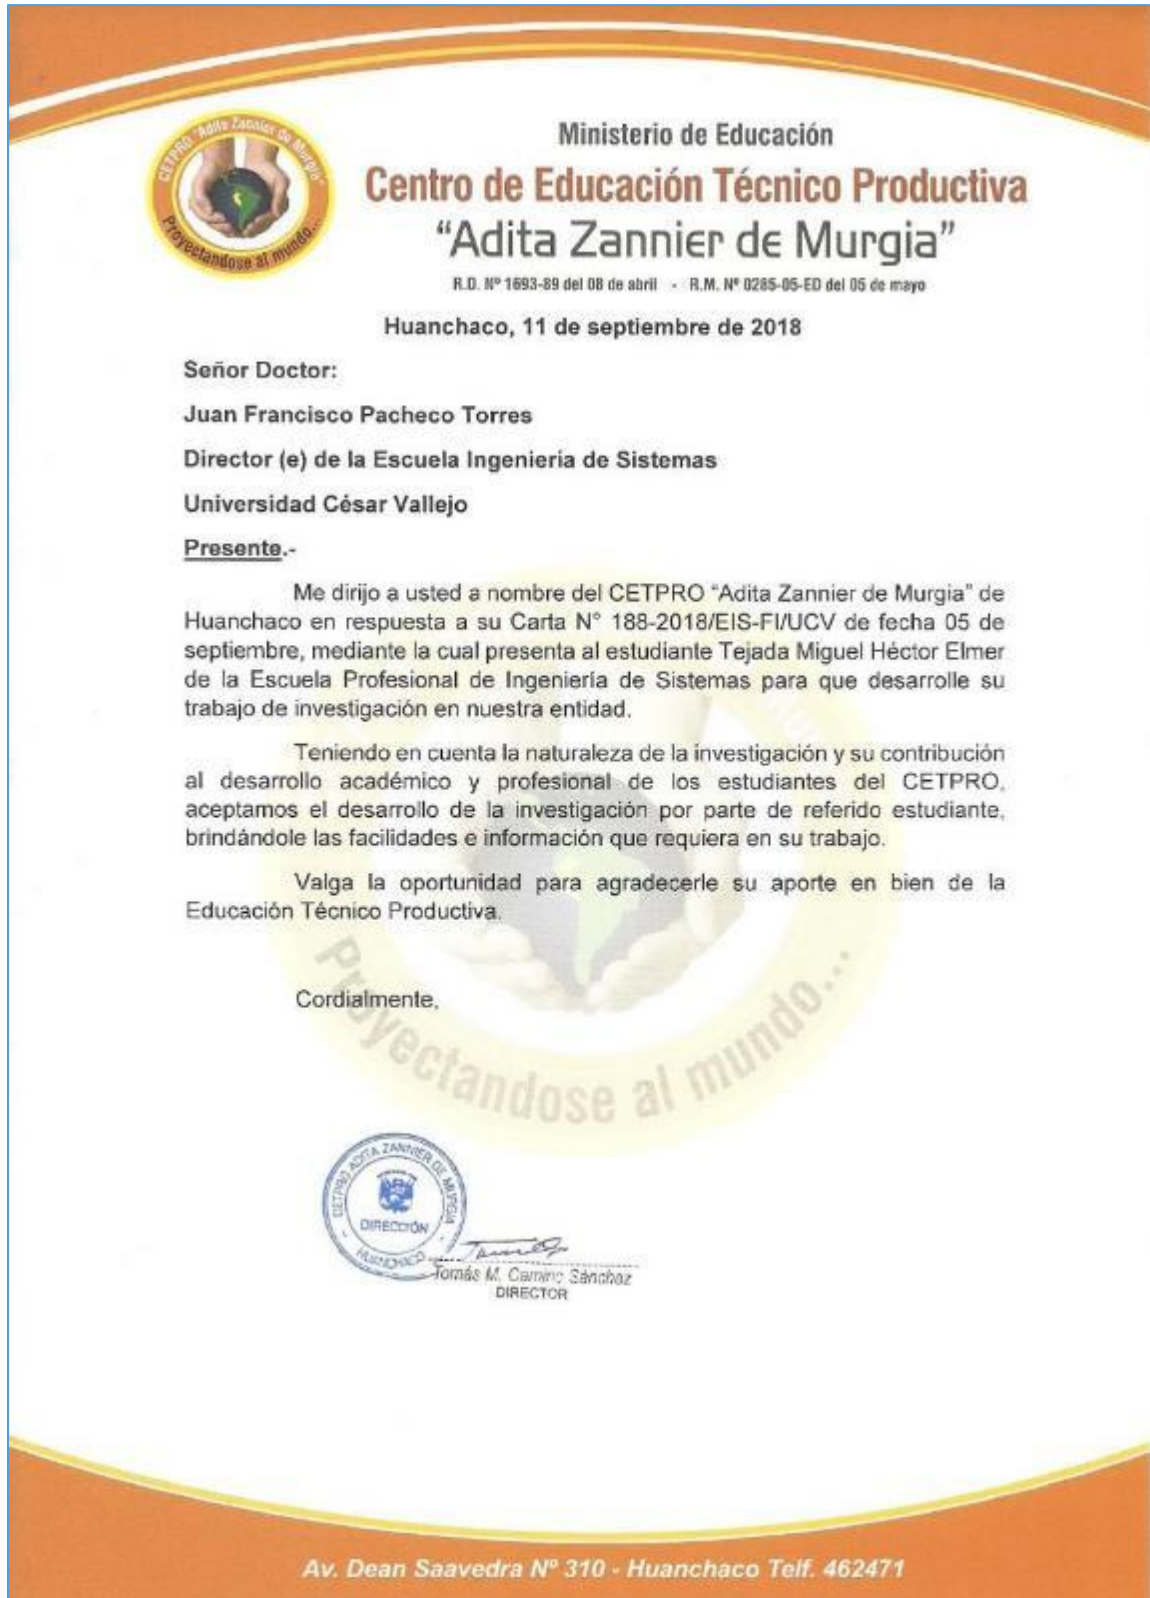 CETPRO "Adita Zannier de Murgia"
Proyectandose al mundo...
Ministerio de Educación
Centro de Educación Técnico Productiva
"Adita Zannier de Murgia"
R.D. Nº 1693-89 del 08 de abril - R.M. Nº 0285-05-ED del 05 de mayo
Huanchaco, 11 de septiembre de 2018
Señor Doctor:
Juan Francisco Pacheco Torres
Director (e) de la Escuela Ingeniería de Sistemas
Universidad César Vallejo
Presente.-
Me dirijo a usted a nombre del CETPRO "Adita Zannier de Murgia" de
Huanchaco en respuesta a su Carta N° 188-2018/EIS-FI/UCV de fecha 05 de
septiembre, mediante la cual presenta al estudiante Tejada Miguel Héctor Elmer
de la Escuela Profesional de Ingeniería de Sistemas para que desarrolle su
trabajo de investigación en nuestra entidad.
Teniendo en cuenta la naturaleza de la investigación y su contribución
al desarrollo académico y profesional de los estudiantes del CETPRO,
aceptamos el desarrollo de la investigación por parte de referido estudiante,
brindándole las facilidades e información que requiera en su trabajo.
Valga la oportunidad para agradecerle su aporte en bien de la
Educación Técnico Productiva.
Cordialmente,
Proyectandose al mundo...
CETPRO ADITA ZANNIER DE MURGIA
DIRECCIÓN
- HUANCHACO -
Tomás M. Camino Sánchez
DIRECTOR
Av. Dean Saavedra Nº 310 - Huanchaco Telf. 462471